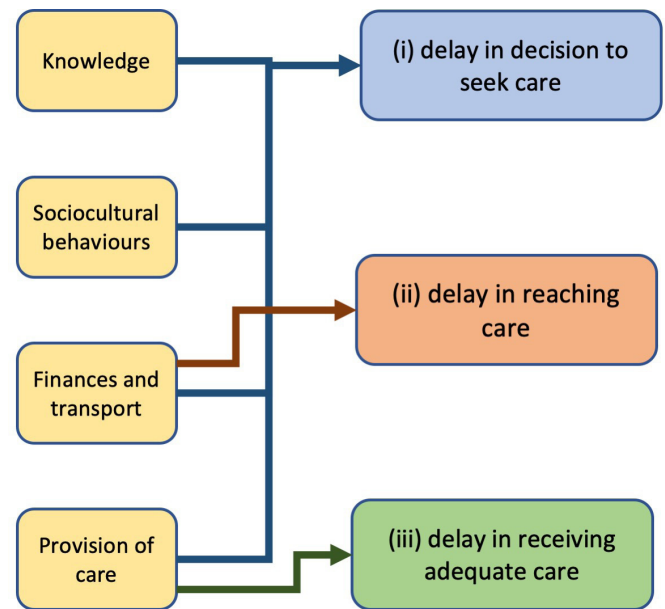 Knowledge
(i) delay in decision to
seek care
Sociocultural
behaviours
(ii) delay in reaching
care
Finances and
transport
Provision of
care
(iii) delay in receiving
adequate care